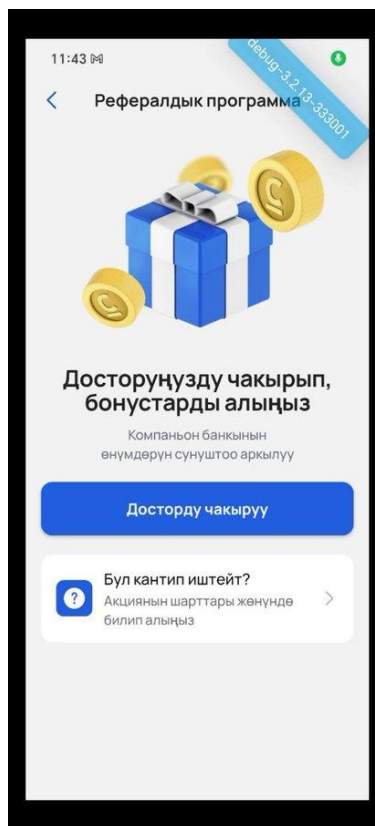 11:43
debug-3.2.13-333001
Рефералдык программа
Досторуңузду чакырып,
бонустарды алыңыз
Компаньон банкынын
өнүмдөрүн сунуштоо аркылуу
Досторду чакыруу
Бул кантип иштейт?
Акциянын шарттары жөнүндө
билип алыңыз